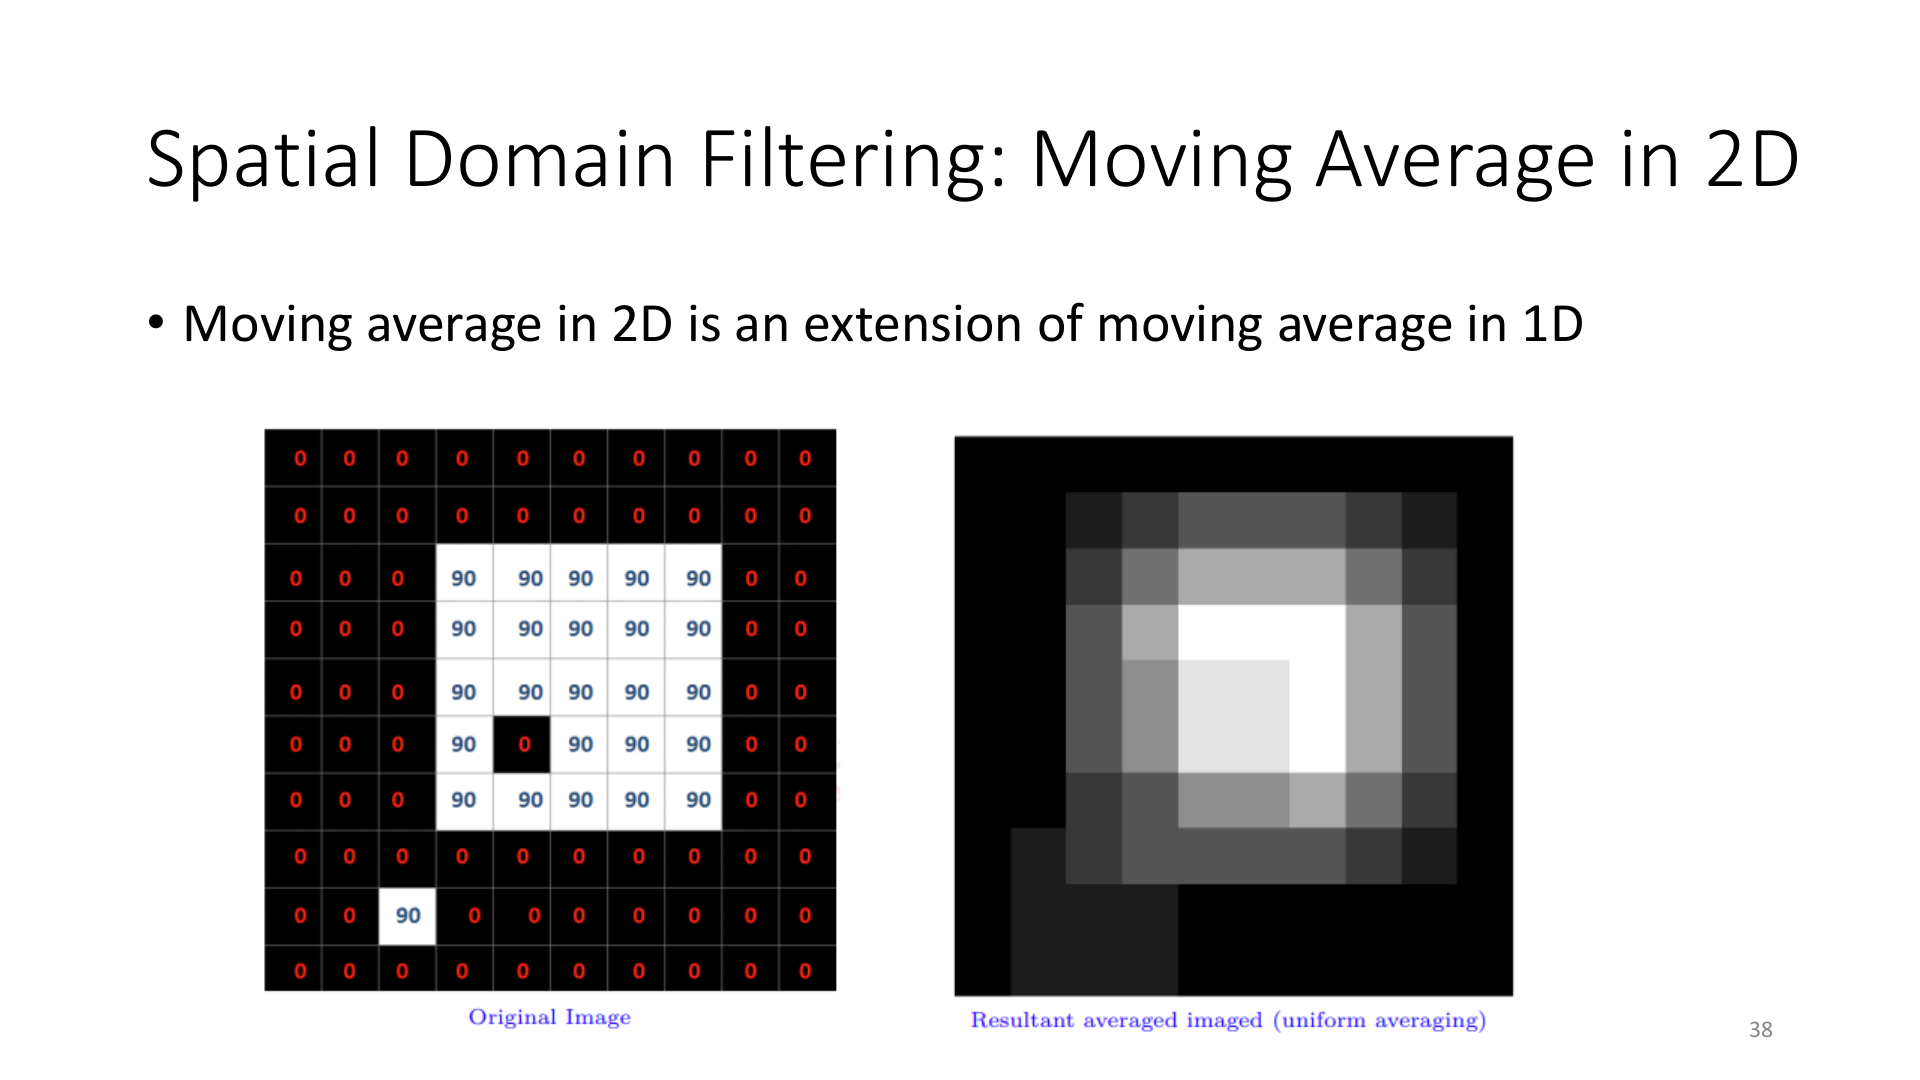 Spatial Domain Filtering: Moving Average in 2D
• Moving average in 2D is an extension of moving average in 1D
0 0 0 0 0 0 0 0 0 0
0 0 0 0 0 0 0 0 0 0
0 0 0 90 90 90 90 90 0 0
0 0 0 90 90 90 90 90 0 0
0 0 0 90 90 90 90 90 0 0
0 0 0 90 0 90 90 90 0 0
0 0 0 90 90 90 90 90 0 0
0 0 0 0 0 0 0 0 0 0
0 0 90 0 0 0 0 0 0 0
0 0 0 0 0 0 0 0 0 0
Original Image
Resultant averaged imaged (uniform averaging)
38